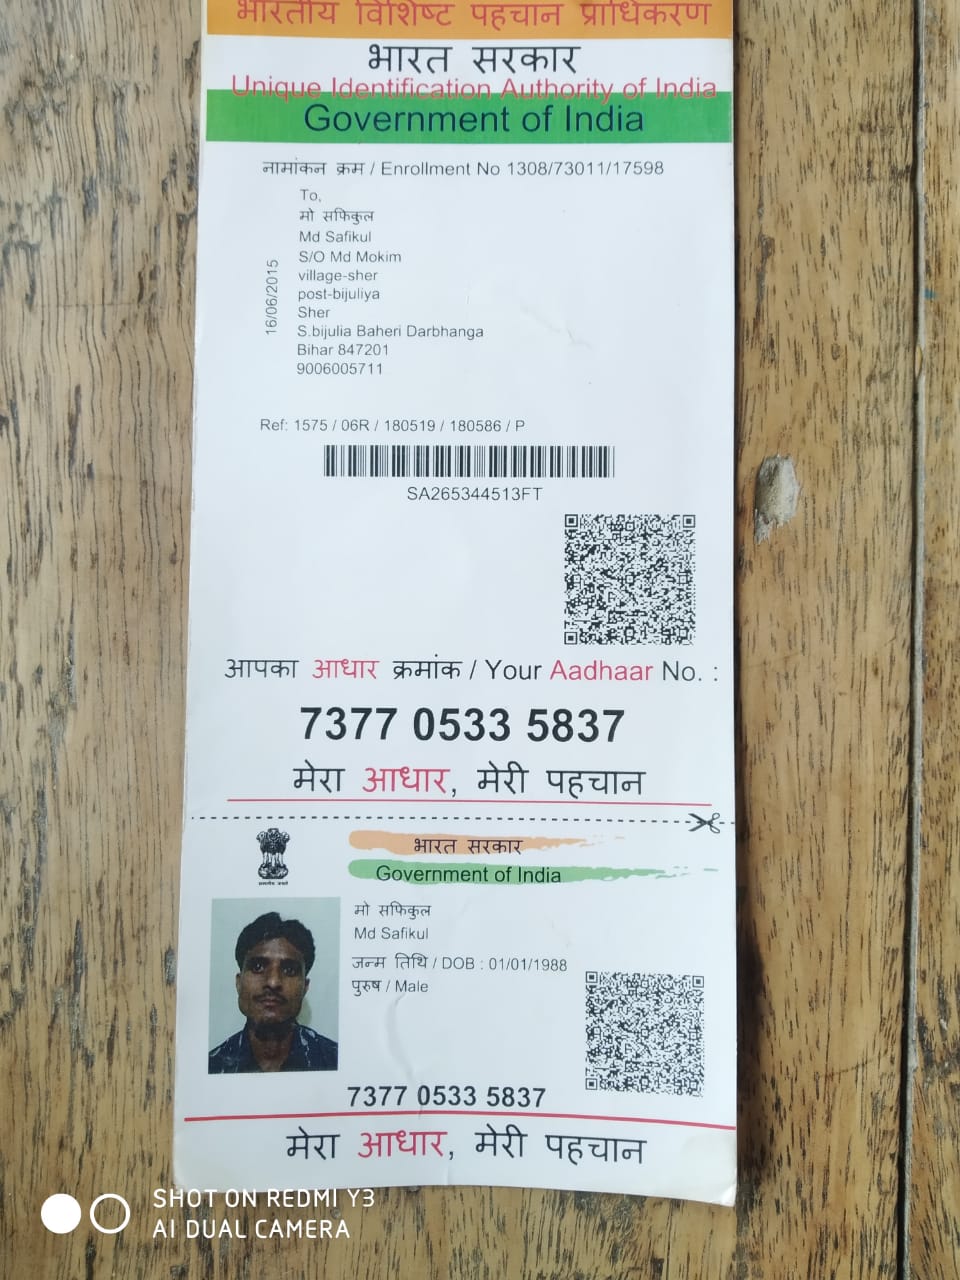 भारतीय विशिष्ट पहचान प्राधिकरण
भारत सरकार
Unique Identification Authority of India
Government of India
नामांकन क्रम / Enrollment No 1308/73011/17598
To,
मो सफिकुल
Md Safikul
S/O Md Mokim
village-sher
post-bijuliya
Sher
S.bijulia Baheri Darbhanga
Bihar 847201
9006005711
16/06/2015
Ref: 1575 / 06R / 180519 / 180586 / P
SA265344513FT
आपका आधार क्रमांक / Your Aadhaar No. :
7377 0533 5837
मेरा आधार, मेरी पहचान
भारत सरकार
Government of India
मो सफिकुल
Md Safikul
जन्म तिथि / DOB : 01/01/1988
पुरुष / Male
7377 0533 5837
मेरा आधार, मेरी पहचान
SHOT ON REDMI Y3
AI DUAL CAMERA